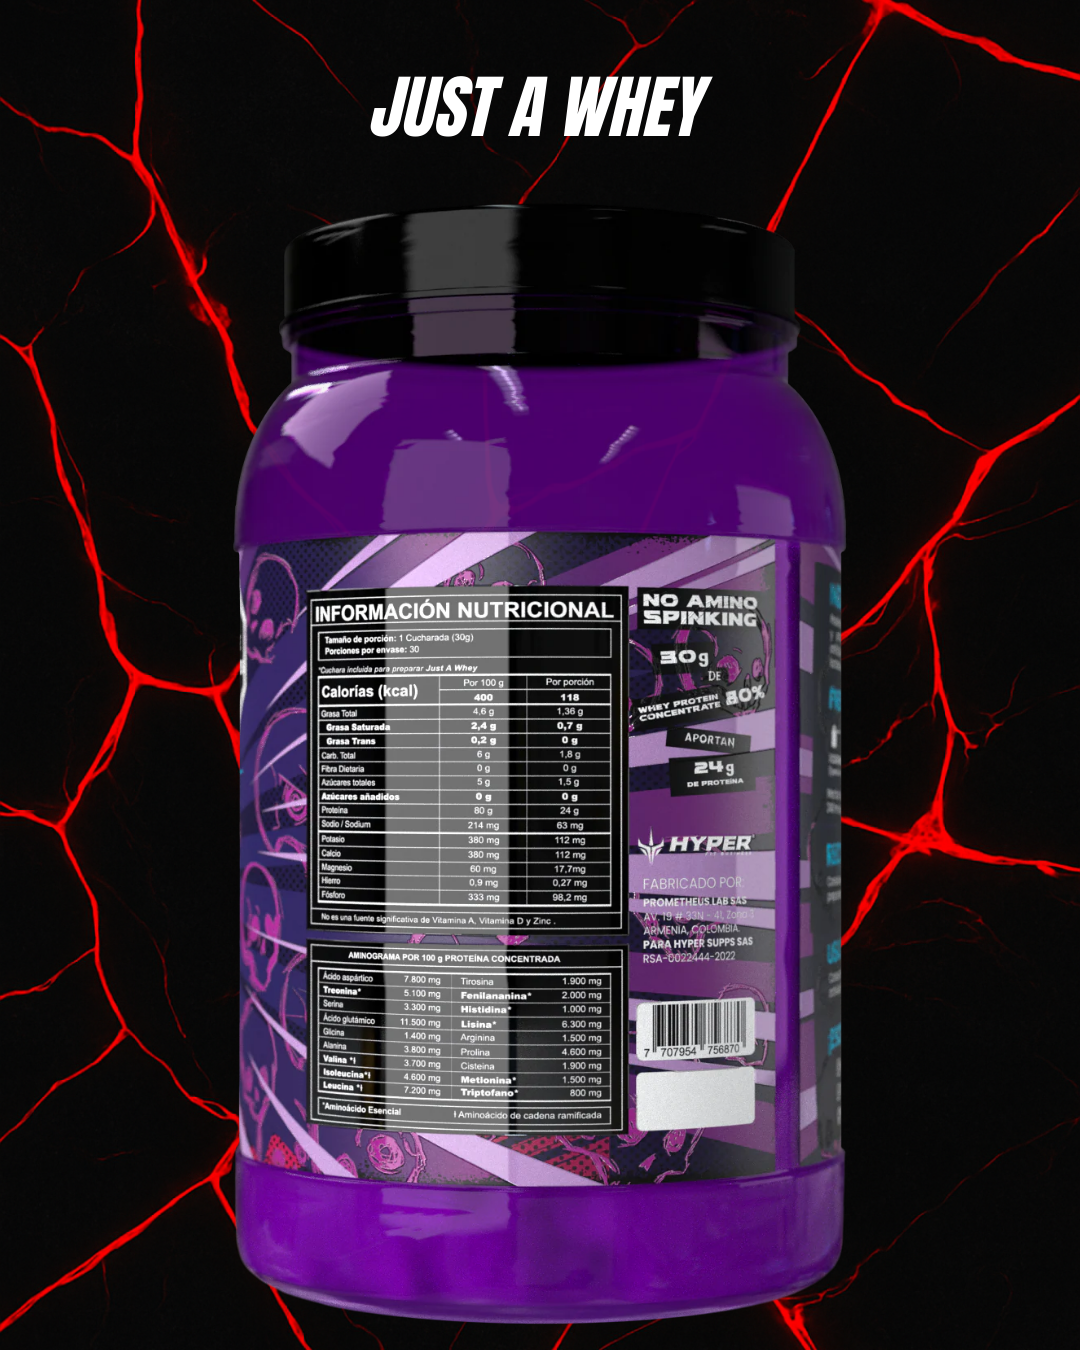 JUST A WHEY
INFORMACIÓN NUTRICIONAL
Tamaño de porción: 1 Cucharada (30g)
Porciones por envase: 30
*Cuchara incluida para preparar Just A Whey
Calorías (kcal) Por 100 g Por porción
400 118
Grasa Total 4,6 g 1,36 g
Grasa Saturada 2,4 g 0,7 g
Grasa Trans 0,2 g 0 g
Carb. Total 6 g 1,8 g
Fibra Dietaria 0 g 0 g
Azúcares totales 5 g 1,5 g
Azúcares añadidos 0 g 0 g
Proteína 80 g 24 g
Sodio / Sodium 214 mg 63 mg
Potasio 380 mg 112 mg
Calcio 380 mg 112 mg
Magnesio 60 mg 17,7mg
Hierro 0,9 mg 0,27 mg
Fósforo 333 mg 98,2 mg
No es una fuente significativa de Vitamina A, Vitamina D y Zinc .
AMINOGRAMA POR 100 g PROTEÍNA CONCENTRADA
Ácido aspártico 7.800 mg Tirosina 1.900 mg
Treonina* 5.100 mg Fenilananina* 2.000 mg
Serina 3.300 mg Histidina* 1.000 mg
Ácido glutámico 11.500 mg Lisina* 6.300 mg
Glicina 1.400 mg Arginina 1.500 mg
Alanina 3.800 mg Prolina 4.600 mg
Valina *ƚ 3.700 mg Cisteina 1.900 mg
Isoleucina*ƚ 4.600 mg Metionina* 1.500 mg
Leucina *ƚ 7.200 mg Triptofano* 800 mg
*Aminoácido Esencial ƚ Aminoácido de cadena ramificada
NO AMINO
SPINKING
30g
DE
WHEY PROTEIN
CONCENTRATE 80%
APORTAN
24g
DE PROTEÍNA
HYPER
FABRICADO POR:
PROMETHEUS LAB SAS
AV. 19 # 33N - 41, Zona 1
ARMENIA, COLOMBIA.
PARA HYPER SUPPS SAS
RSA-0022444-2022
7 707954 756870